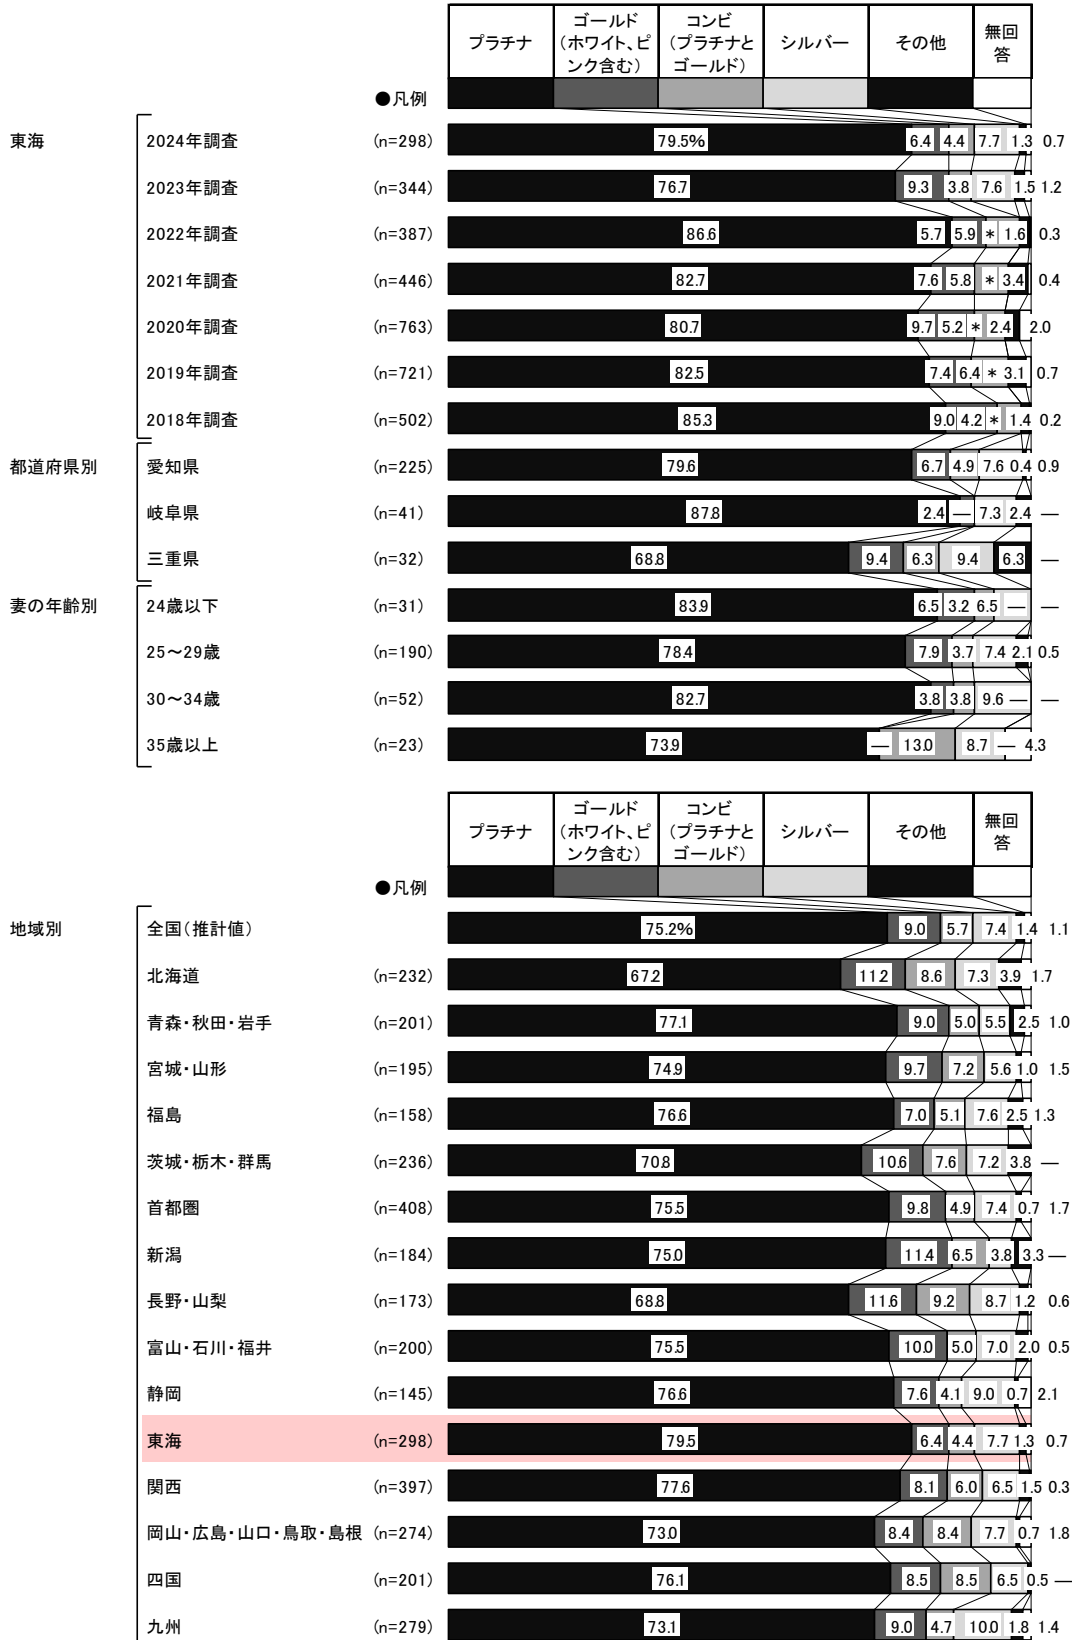 プラチナ ゴールド(ホワイト、ピンク含む) コンビ(プラチナとゴールド) シルバー その他 無回答
●凡例
東海 2024年調査 (n=298) 79.5% 6.4 4.4 7.7 1.3 0.7
2023年調査 (n=344) 76.7 9.3 3.8 7.6 1.5 1.2
2022年調査 (n=387) 86.6 5.7 5.9 * 1.6 0.3
2021年調査 (n=446) 82.7 7.6 5.8 * 3.4 0.4
2020年調査 (n=763) 80.7 9.7 5.2 * 2.4 2.0
2019年調査 (n=721) 82.5 7.4 6.4 * 3.1 0.7
2018年調査 (n=502) 85.3 9.0 4.2 * 1.4 0.2
都道府県別 愛知県 (n=225) 79.6 6.7 4.9 7.6 0.4 0.9
岐阜県 (n=41) 87.8 2.4 — 7.3 2.4 —
三重県 (n=32) 68.8 9.4 6.3 9.4 6.3 —
妻の年齢別 24歳以下 (n=31) 83.9 6.5 3.2 6.5 — —
25～29歳 (n=190) 78.4 7.9 3.7 7.4 2.1 0.5
30～34歳 (n=52) 82.7 3.8 3.8 9.6 — —
35歳以上 (n=23) 73.9 — 13.0 8.7 — 4.3
プラチナ ゴールド(ホワイト、ピンク含む) コンビ(プラチナとゴールド) シルバー その他 無回答
●凡例
地域別 全国(推計値) 75.2% 9.0 5.7 7.4 1.4 1.1
北海道 (n=232) 67.2 11.2 8.6 7.3 3.9 1.7
青森・秋田・岩手 (n=201) 77.1 9.0 5.0 5.5 2.5 1.0
宮城・山形 (n=195) 74.9 9.7 7.2 5.6 1.0 1.5
福島 (n=158) 76.6 7.0 5.1 7.6 2.5 1.3
茨城・栃木・群馬 (n=236) 70.8 10.6 7.6 7.2 3.8 —
首都圏 (n=408) 75.5 9.8 4.9 7.4 0.7 1.7
新潟 (n=184) 75.0 11.4 6.5 3.8 3.3 —
長野・山梨 (n=173) 68.8 11.6 9.2 8.7 1.2 0.6
富山・石川・福井 (n=200) 75.5 10.0 5.0 7.0 2.0 0.5
静岡 (n=145) 76.6 7.6 4.1 9.0 0.7 2.1
東海 (n=298) 79.5 6.4 4.4 7.7 1.3 0.7
関西 (n=397) 77.6 8.1 6.0 6.5 1.5 0.3
岡山・広島・山口・鳥取・島根 (n=274) 73.0 8.4 8.4 7.7 0.7 1.8
四国 (n=201) 76.1 8.5 8.5 6.5 0.5 —
九州 (n=279) 73.1 9.0 4.7 10.0 1.8 1.4